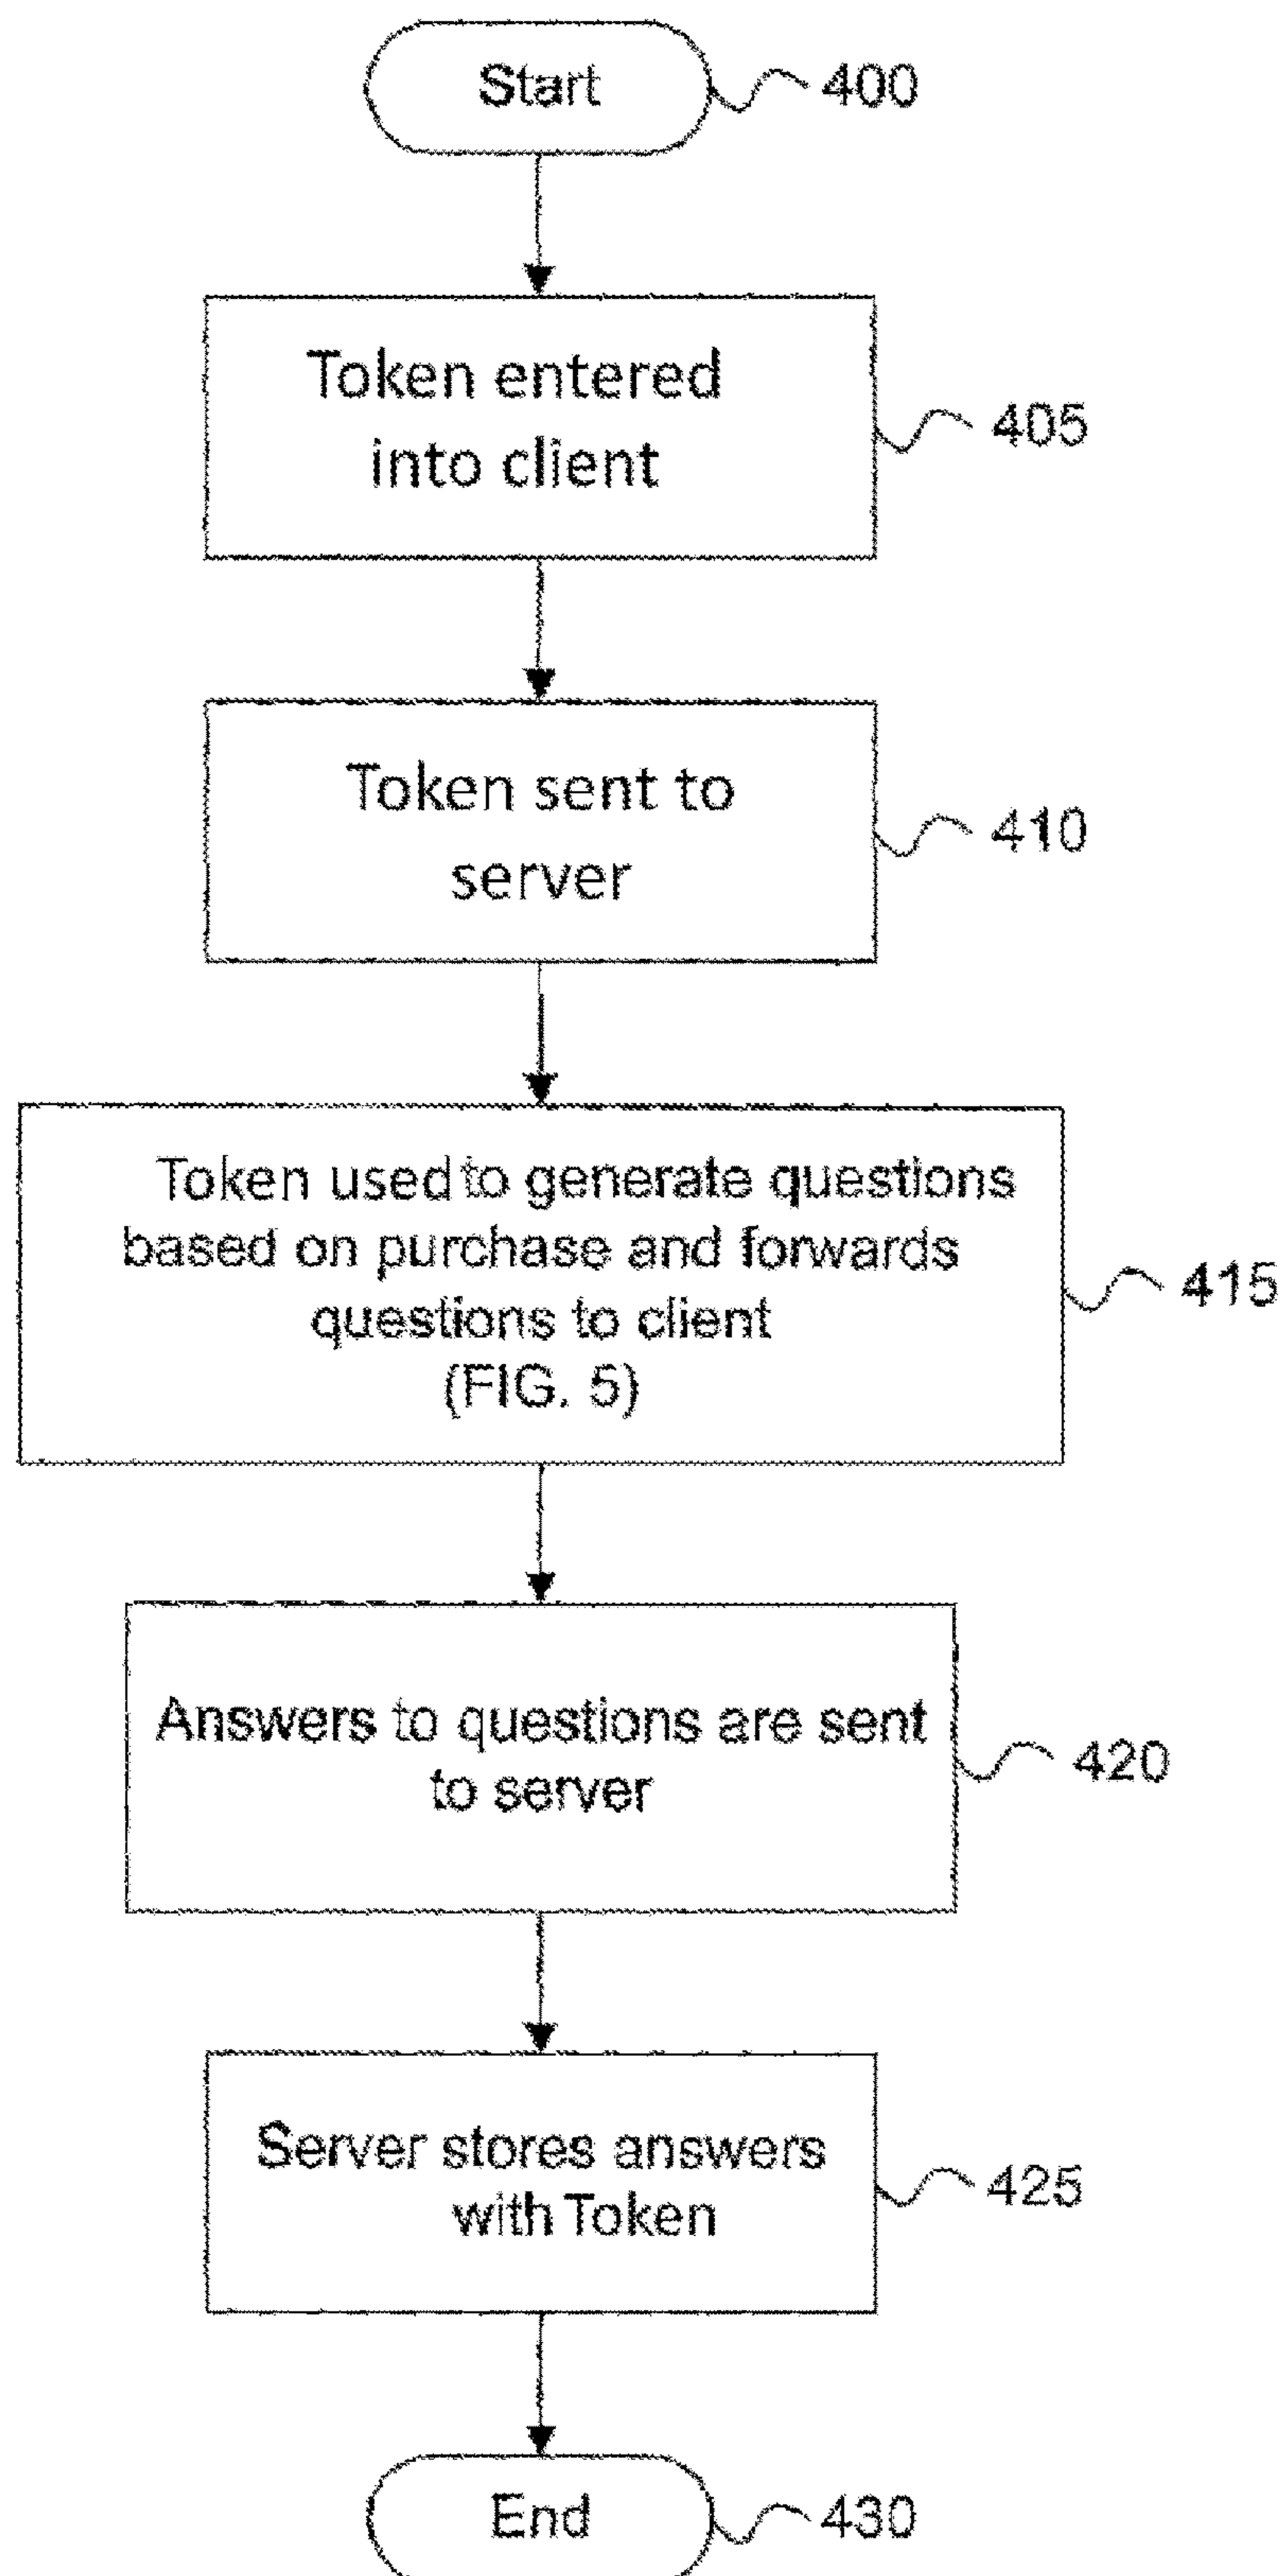 Start
400
Token entered
into client
405
Token sent to
server
410
Token used to generate questions
based on purchase and forwards
questions to client
(FIG. 5)
415
Answers to questions are sent
to server
420
Server stores answers
with Token
425
End
430